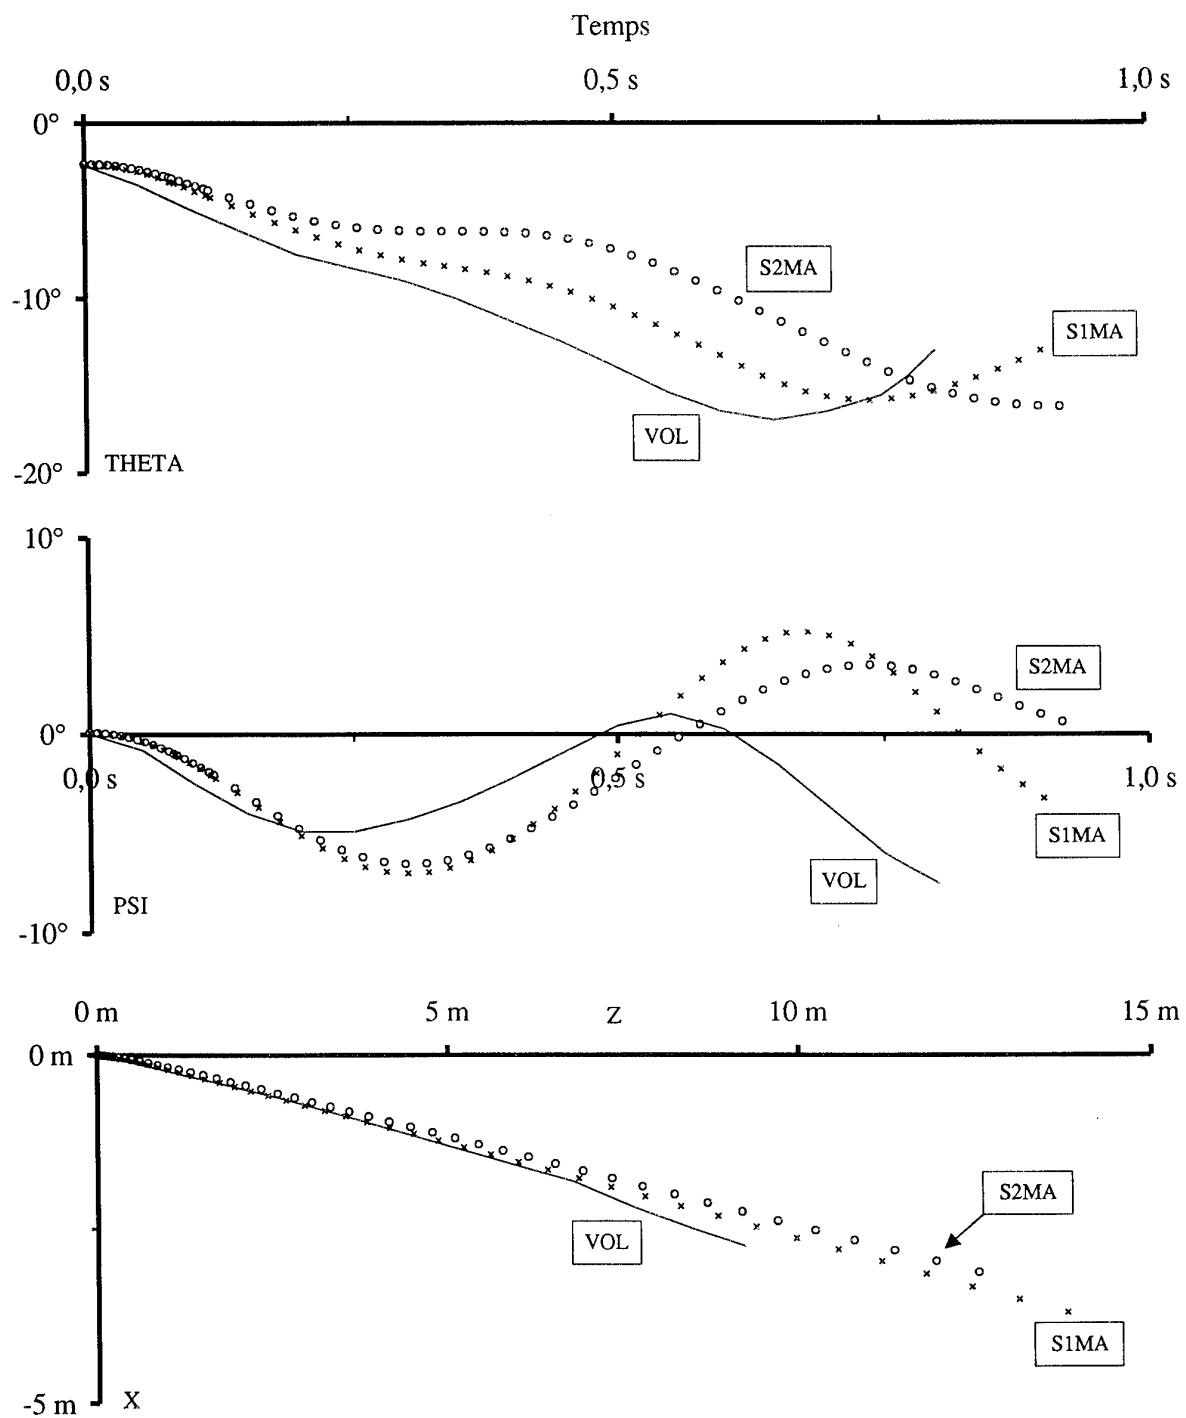 Temps
0,0 s 0,5 s 1,0 s
0°
S2MA
-10°
S1MA
VOL
THETA
-20°
10°
S2MA
0°
0,0 s 0,5 s 1,0 s
S1MA
VOL
PSI
-10°
0 m 5 m Z 10 m 15 m
0 m
S2MA
VOL
S1MA
-5 m X